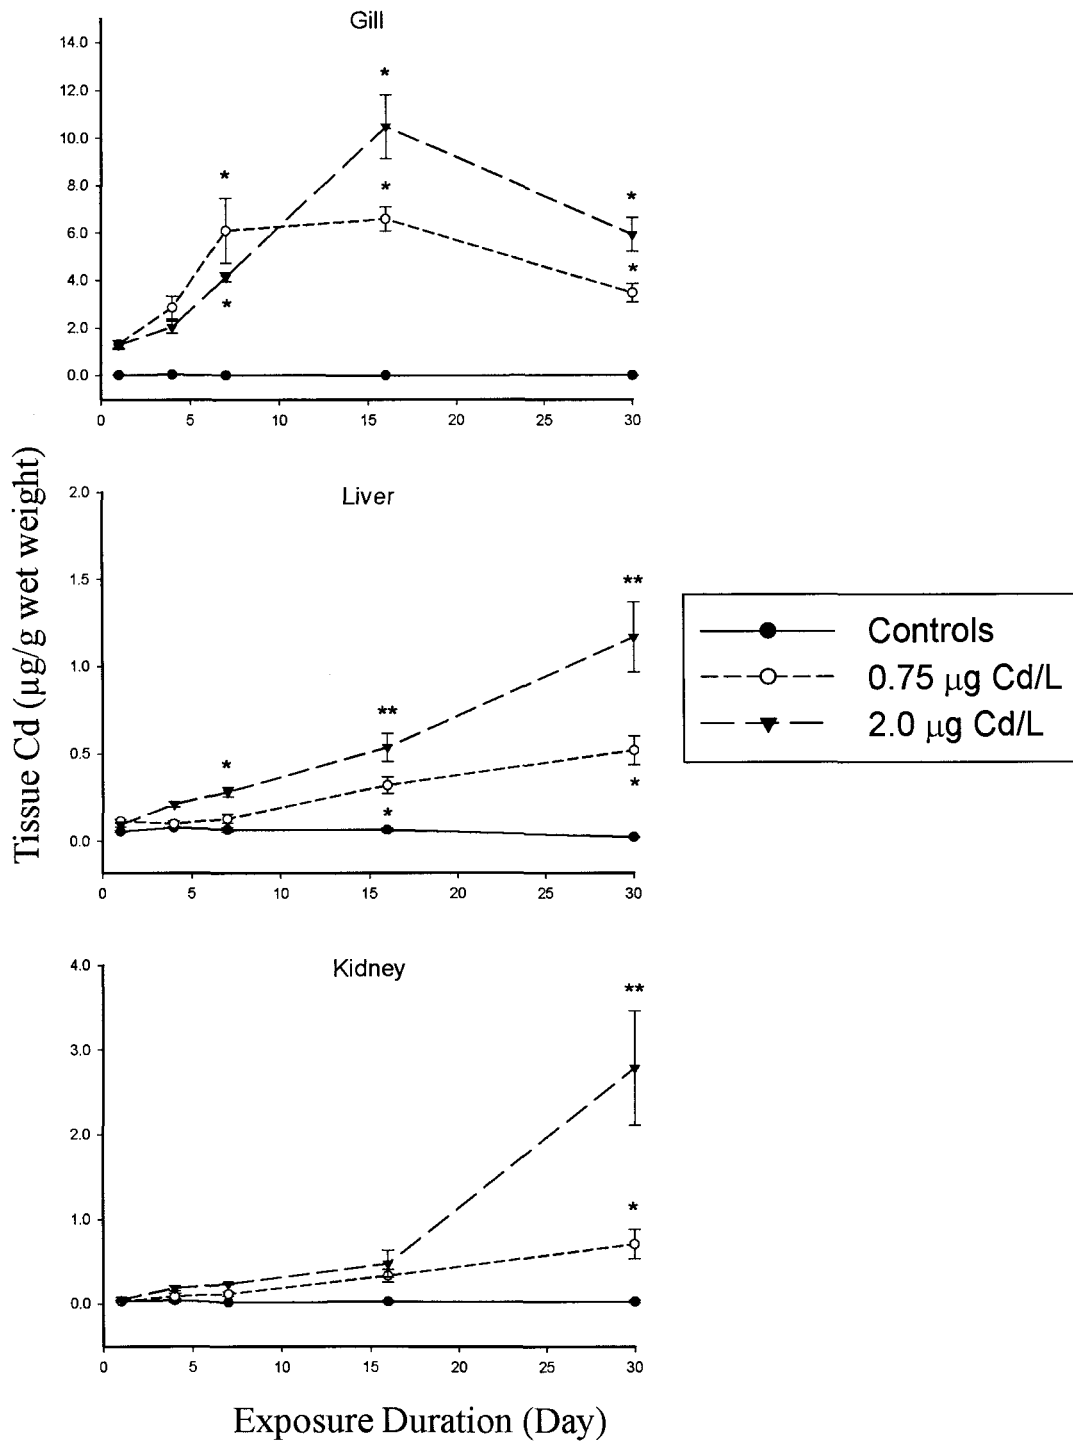 Gill
14.0
12.0
10.0
8.0
6.0
4.0
2.0
0.0
* * * * * *
0 5 10 15 20 25 30
Tissue Cd (µg/g wet weight)
Liver
2.0
1.5
1.0
0.5
0.0
* ** * ** *
0 5 10 15 20 25 30
Controls
0.75 µg Cd/L
2.0 µg Cd/L
Kidney
4.0
3.0
2.0
1.0
0.0
** *
0 5 10 15 20 25 30
Exposure Duration (Day)